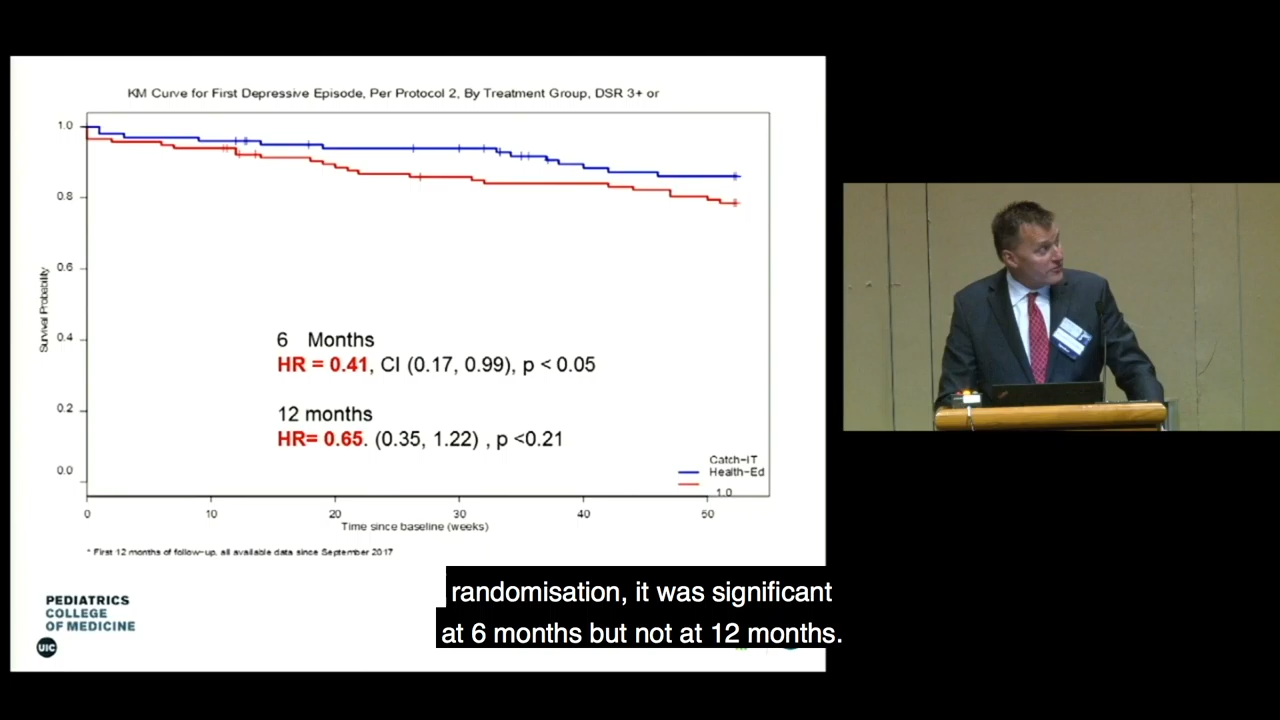 KM Curve for First Depressive Episode, Per Protocol 2, By Treatment Group, DSR 3+ or
1.0
0.8
0.6
0.4
0.2
0.0
Survival Probability
6 Months
HR = 0.41, CI (0.17, 0.99), p < 0.05
12 months
HR= 0.65. (0.35, 1.22) , p <0.21
Catch-IT
Health-Ed
1.0
0
10
20
30
40
50
Time since baseline (weeks)
* First 12 months of follow-up, all available data since September 2017
PEDIATRICS
COLLEGE
OF MEDICINE
UIC
randomisation, it was significant
at 6 months but not at 12 months.